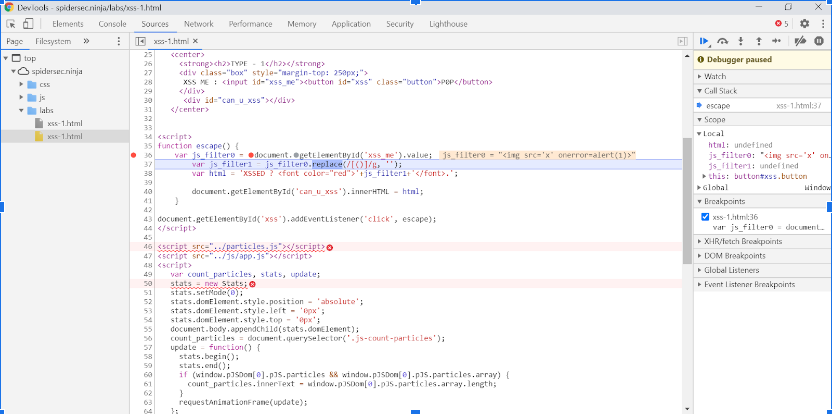 DevTools - spidersec.ninja/labs/xss-1.html
Elements Console Sources Network Performance Memory Application Security Lighthouse 5
Page Filesystem »
xss-1.html ×
top
spidersec.ninja
css
js
labs
xss-1.html
xss-1.html
25 <center>
26 <strong><h2>TYPE - 1</h2></strong>
27 <div class="box" style="margin-top: 250px;">
28 XSS ME : <input id="xss_me"><button id="xss" class="button">POP</button>
29 </div>
30 <div id="can_u_xss"></div>
31 </center>
32
33
34 <script>
35 function escape() {
36 var js_filter0 = document.getElementById('xss_me').value; js_filter0 = "<img src='x' onerror=alert(1)>"
37 var js_filter1 = js_filter0.replace(/[()]/g, '');
38 var html = 'XSSED ? <font color="red">'+js_filter1+'</font>.';
39
40 document.getElementById('can_u_xss').innerHTML = html;
41 }
42
43 document.getElementById('xss').addEventListener('click', escape);
44 </script>
45
46 <script src="../particles.js"></script>
47 <script src="../js/app.js"></script>
48 <script>
49 var count_particles, stats, update;
50 stats = new Stats;
51 stats.setMode(0);
52 stats.domElement.style.position = 'absolute';
53 stats.domElement.style.left = '0px';
54 stats.domElement.style.top = '0px';
55 document.body.appendChild(stats.domElement);
56 count_particles = document.querySelector('.js-count-particles');
57 update = function() {
58 stats.begin();
59 stats.end();
60 if (window.pJSDom[0].pJS.particles && window.pJSDom[0].pJS.particles.array) {
61 count_particles.innerText = window.pJSDom[0].pJS.particles.array.length;
62 }
63 requestAnimationFrame(update);
64 };
Debugger paused
Watch
Call Stack
escape xss-1.html:37
Scope
Local
html: undefined
js_filter0: "<img src='x' on…
js_filter1: undefined
this: button#xss.button
Global Window
Breakpoints
xss-1.html:36
var js_filter0 = document…
XHR/fetch Breakpoints
DOM Breakpoints
Global Listeners
Event Listener Breakpoints